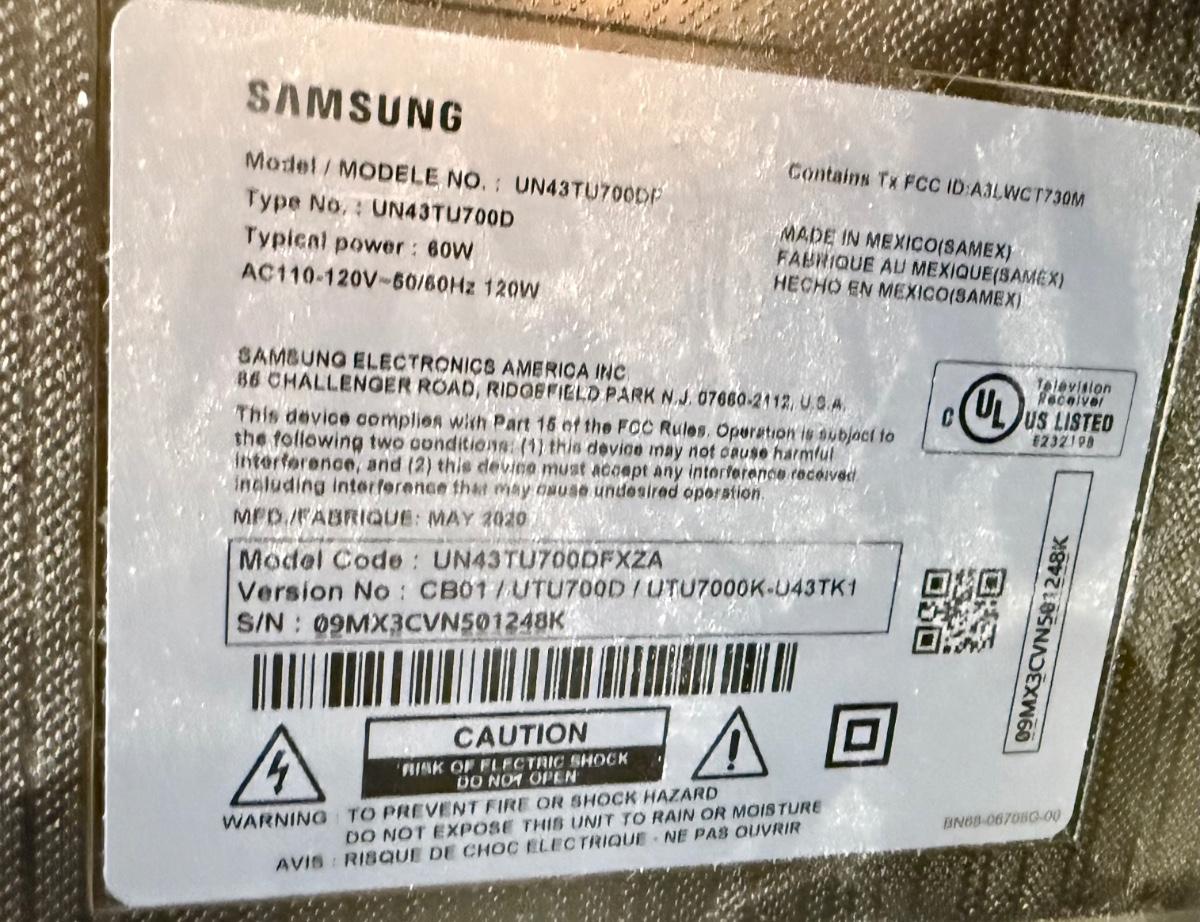 SAMSUNG
Model / MODELE NO. : UN43TU700DF
Type No. : UN43TU700D
Typical power : 60W
AC110-120V~50/60Hz 120W
Contains Tx FCC ID:A3LWCT730M
MADE IN MEXICO(SAMEX)
FABRIQUE AU MEXIQUE(SAMEX)
HECHO EN MEXICO(SAMEX)
SAMSUNG ELECTRONICS AMERICA INC
85 CHALLENGER ROAD, RIDGEFIELD PARK N.J. 07660-2112, U.S.A.
This device complies with Part 15 of the FCC Rules. Operation is subject to
the following two conditions: (1) this device may not cause harmful
interference, and (2) this device must accept any interference received
including interference that may cause undesired operation.
MFD./FABRIQUE: MAY 2020
C UL US LISTED
Television
Receiver
E232198
Model Code : UN43TU700DFXZA
Version No : CB01 / UTU700D / UTU7000K-U43TK1
S/N : 09MX3CVN501248K
09MX3CVN501248K
CAUTION
RISK OF ELECTRIC SHOCK
DO NOT OPEN
WARNING : TO PREVENT FIRE OR SHOCK HAZARD
DO NOT EXPOSE THIS UNIT TO RAIN OR MOISTURE
AVIS : RISQUE DE CHOC ELECTRIQUE - NE PAS OUVRIR